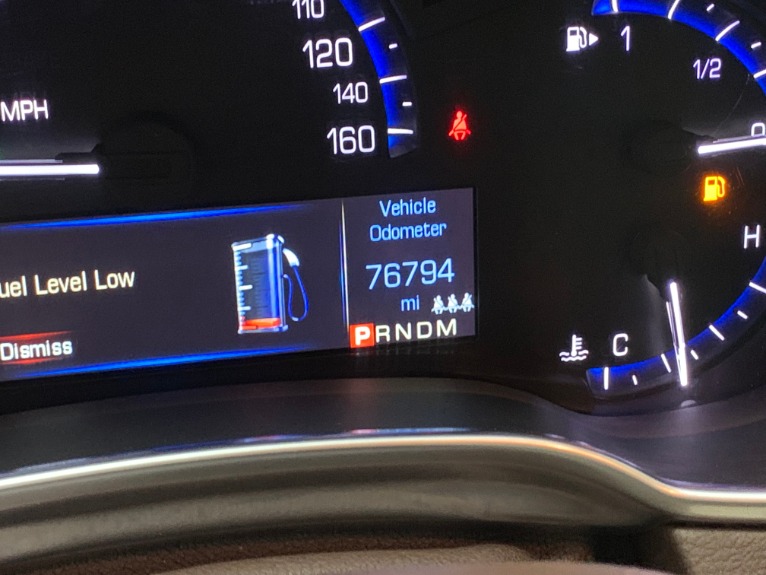 110
120
140
160
MPH
1
1/2
Vehicle
Odometer
76794
mi
PRNDM
uel Level Low
Dismiss
H
C